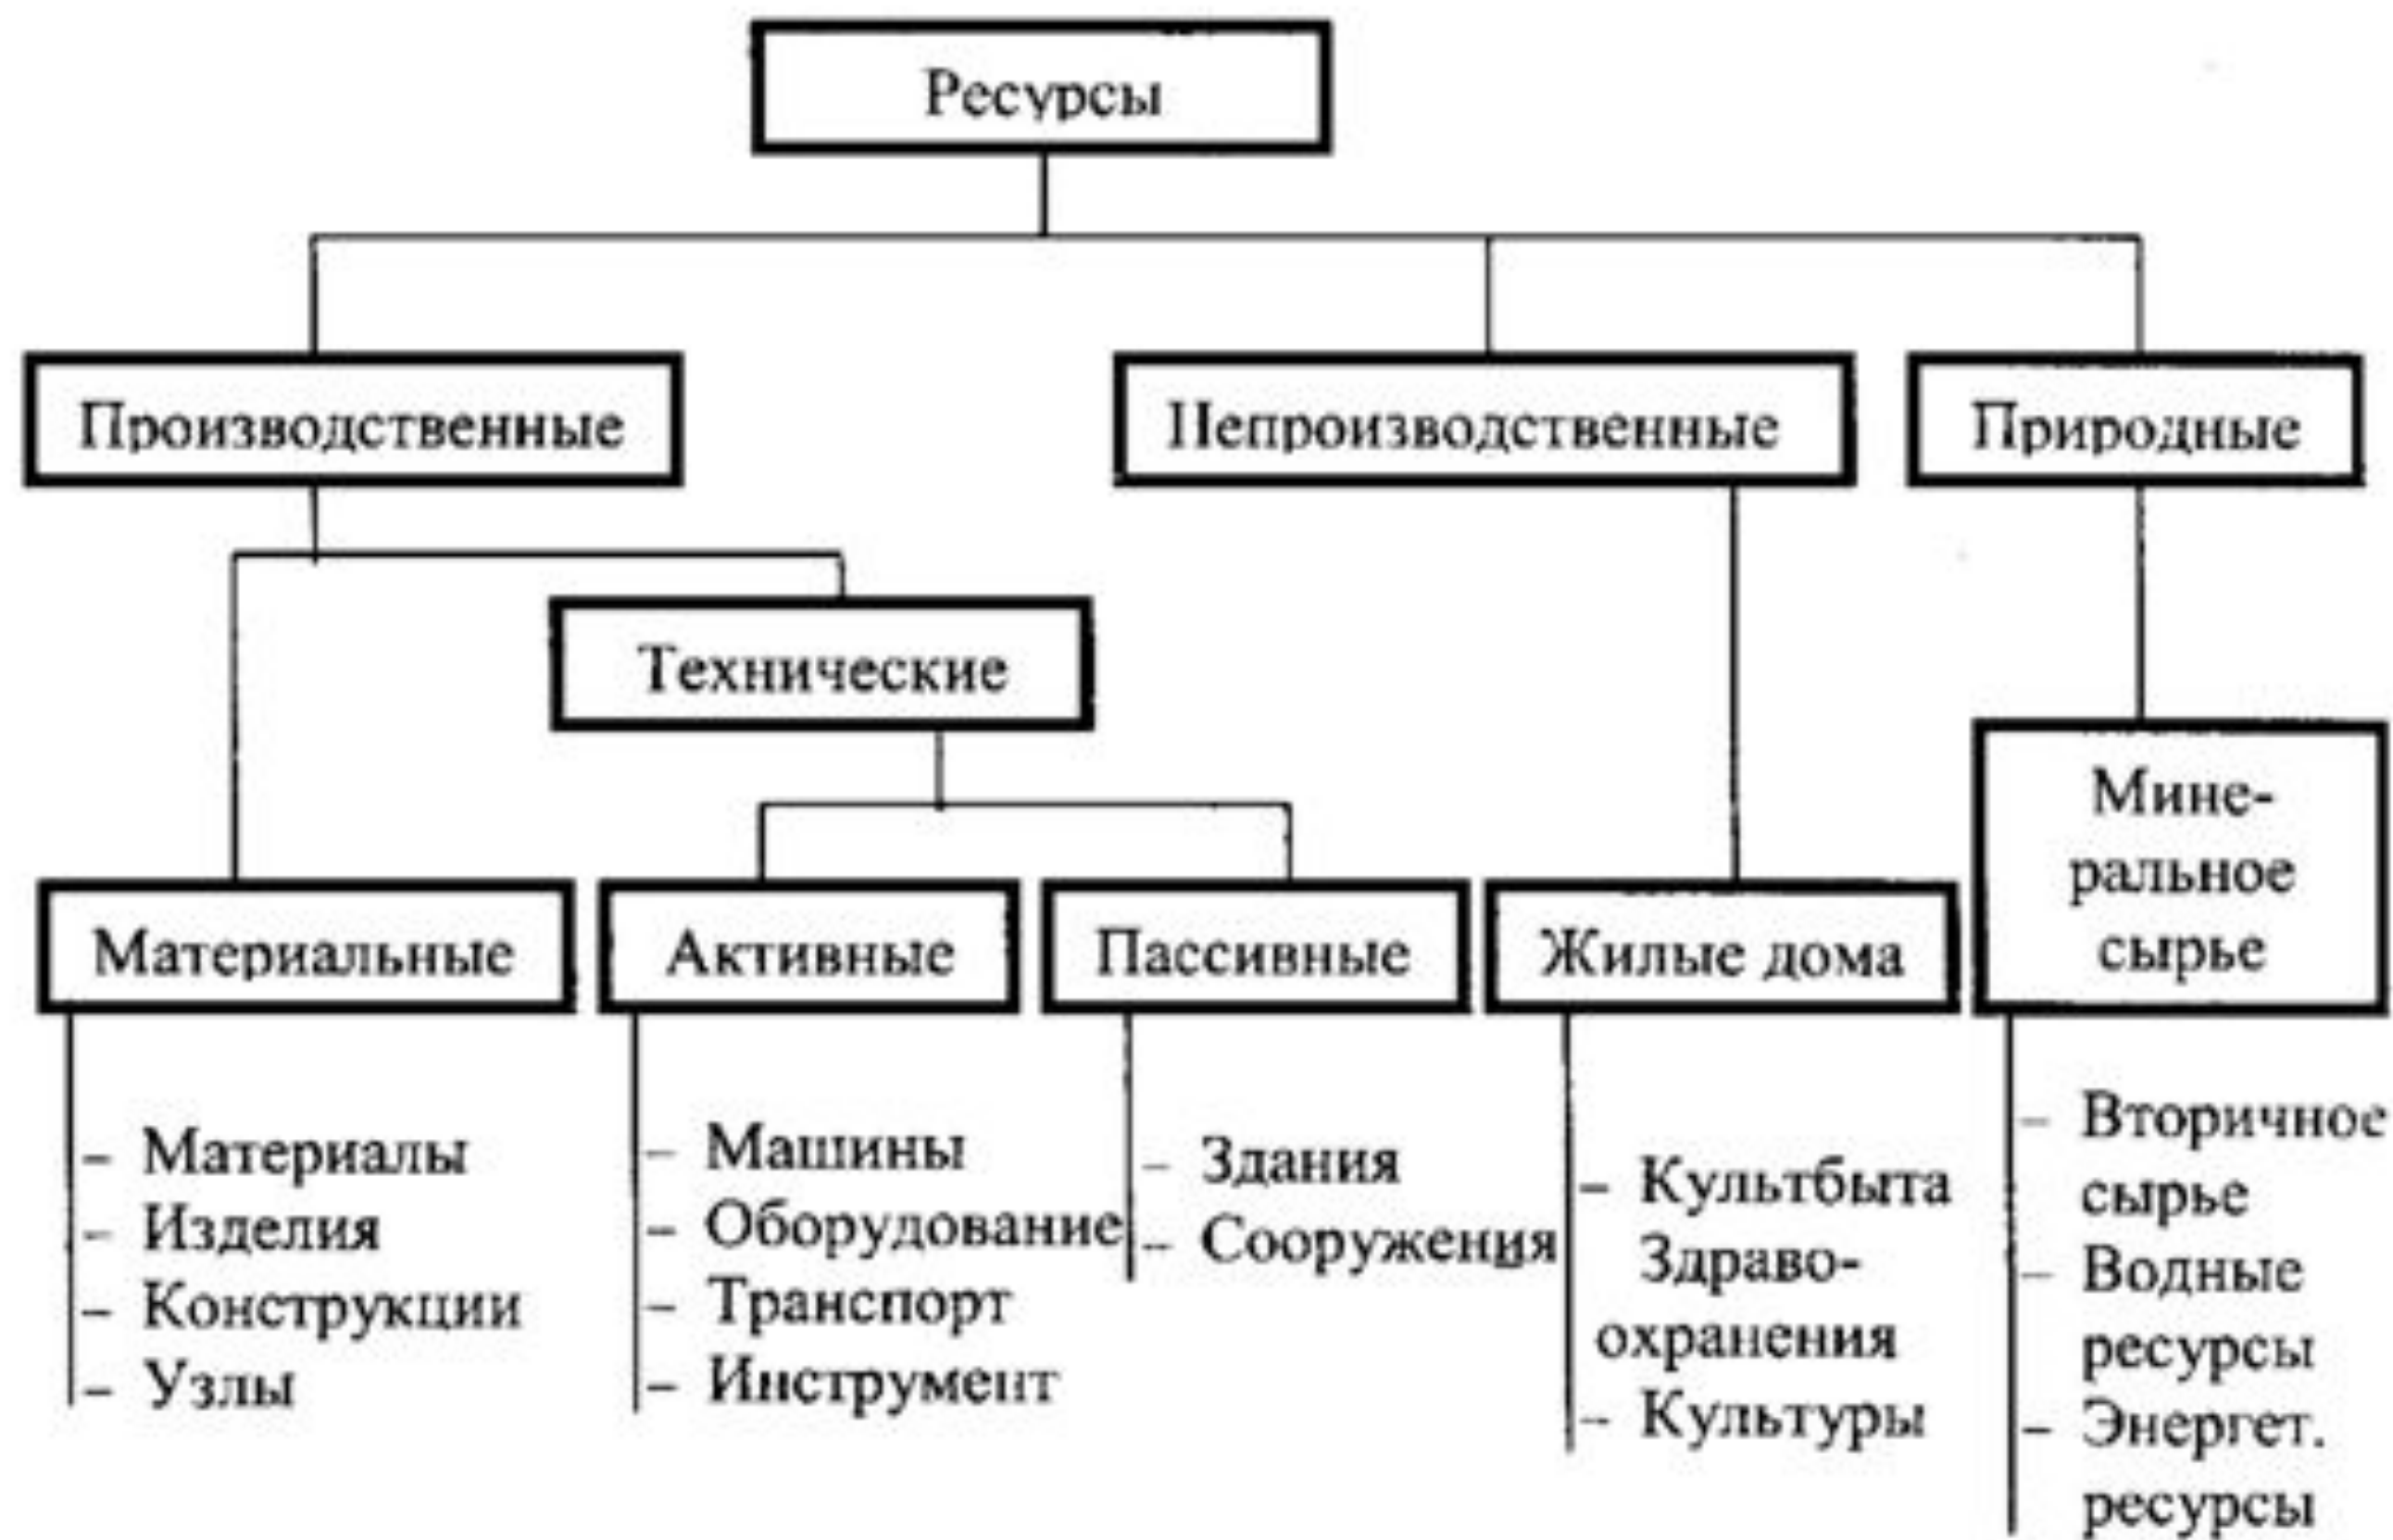 Ресурсы
Производственные
Непроизводственные
Природные
Технические
Мине-
ральное
сырье
Материальные
Активные
Пассивные
Жилые дома
– Материалы
– Изделия
– Конструкции
– Узлы
– Машины
– Оборудование
– Транспорт
– Инструмент
– Здания
– Сооружения
– Культбыта
Здраво-
охранения
– Культуры
– Вторичное
сырье
– Водные
ресурсы
– Энергет.
ресурсы